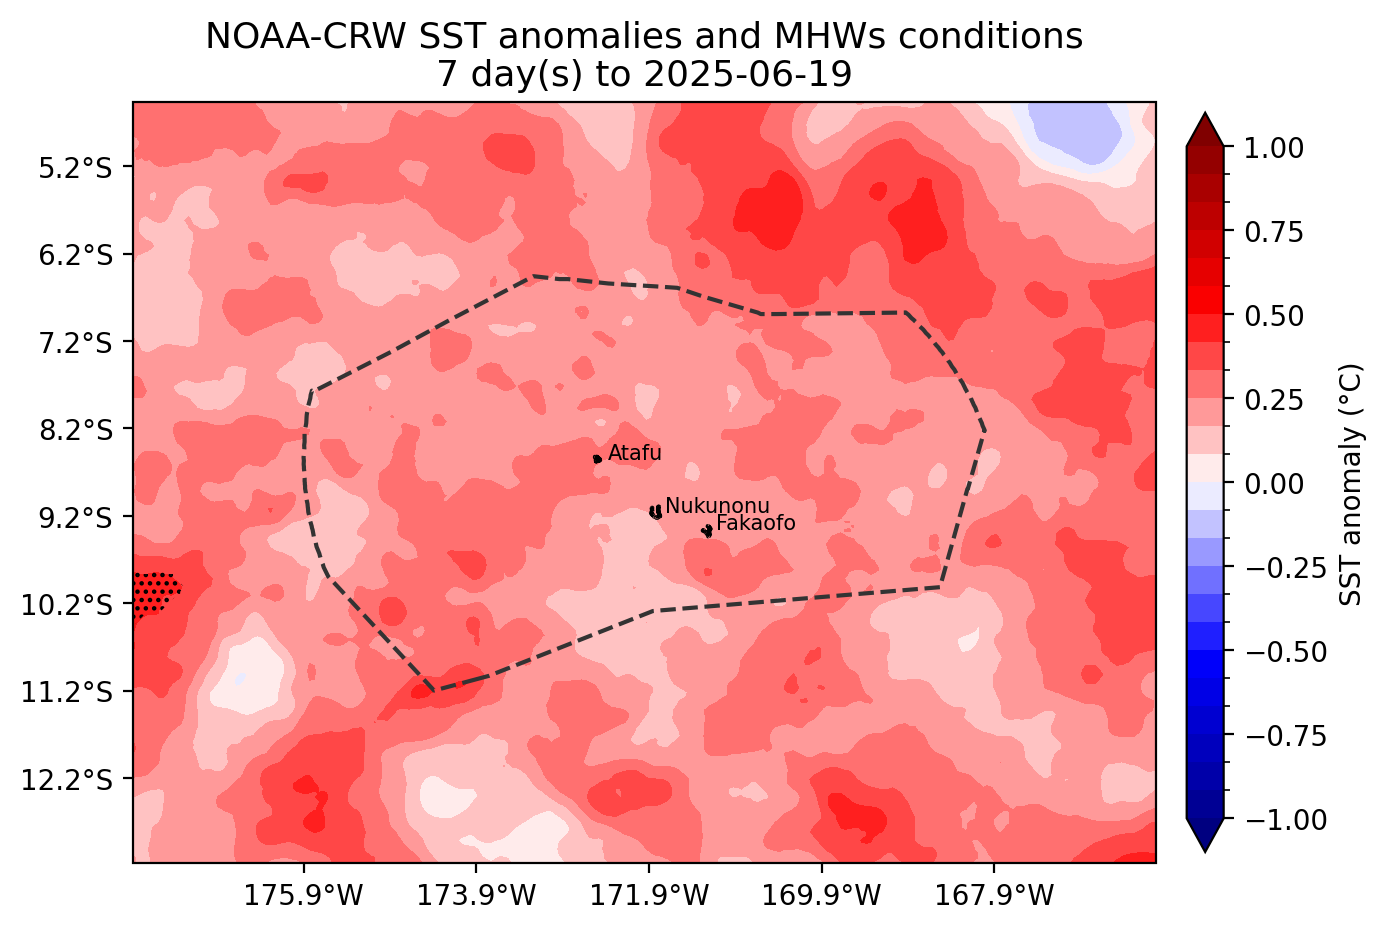 NOAA-CRW SST anomalies and MHWs conditions
7 day(s) to 2025-06-19
5.2°S
6.2°S
7.2°S
8.2°S
9.2°S
10.2°S
11.2°S
12.2°S
Atafu
Nukunonu
Fakaofo
175.9°W
173.9°W
171.9°W
169.9°W
167.9°W
1.00
0.75
0.50
0.25
0.00
−0.25
−0.50
−0.75
−1.00
SST anomaly (°C)